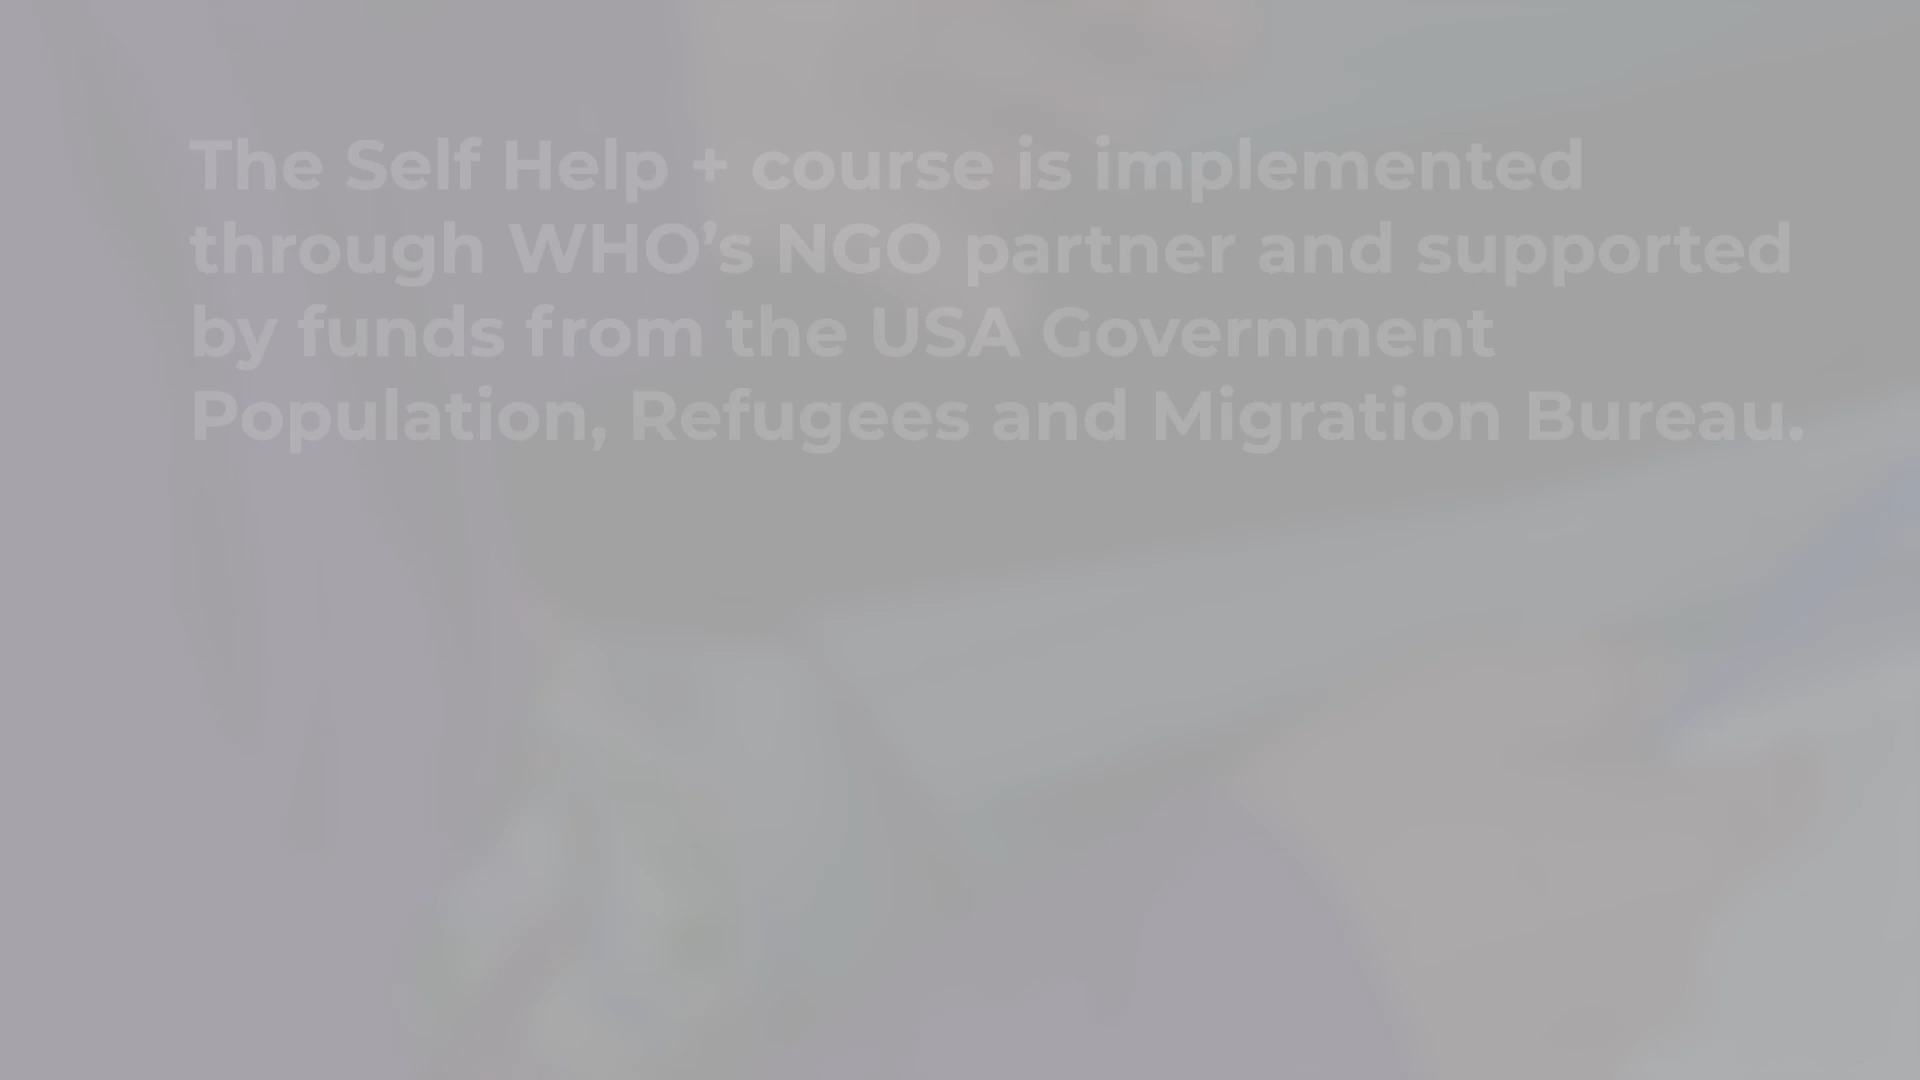 The Self Help + course is implemented
through WHO’s NGO partner and supported
by funds from the USA Government
Population, Refugees and Migration Bureau.